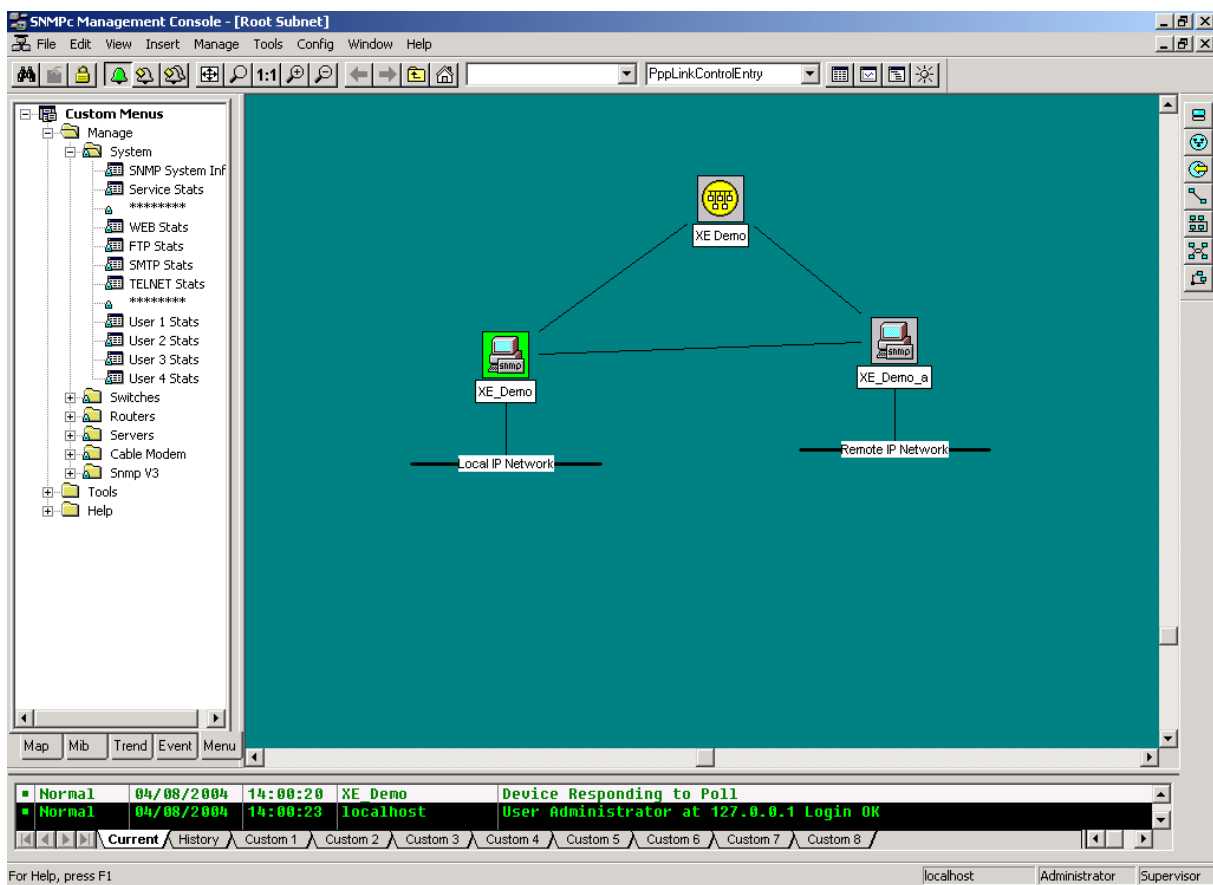 SNMPc Management Console - [Root Subnet]
File Edit View Insert Manage Tools Config Window Help
1:1 PppLinkControlEntry
Custom Menus
Manage
System
SNMP System Inf
Service Stats
********
WEB Stats
FTP Stats
SMTP Stats
TELNET Stats
********
User 1 Stats
User 2 Stats
User 3 Stats
User 4 Stats
Switches
Routers
Servers
Cable Modem
Snmp V3
Tools
Help
Map Mib Trend Event Menu
XE Demo
snmp
XE_Demo
snmp
XE_Demo_a
Local IP Network
Remote IP Network
Normal 04/08/2004 14:00:20 XE_Demo Device Responding to Poll
Normal 04/08/2004 14:00:23 localhost User Administrator at 127.0.0.1 Login OK
Current History Custom 1 Custom 2 Custom 3 Custom 4 Custom 5 Custom 6 Custom 7 Custom 8
For Help, press F1 localhost Administrator Supervisor